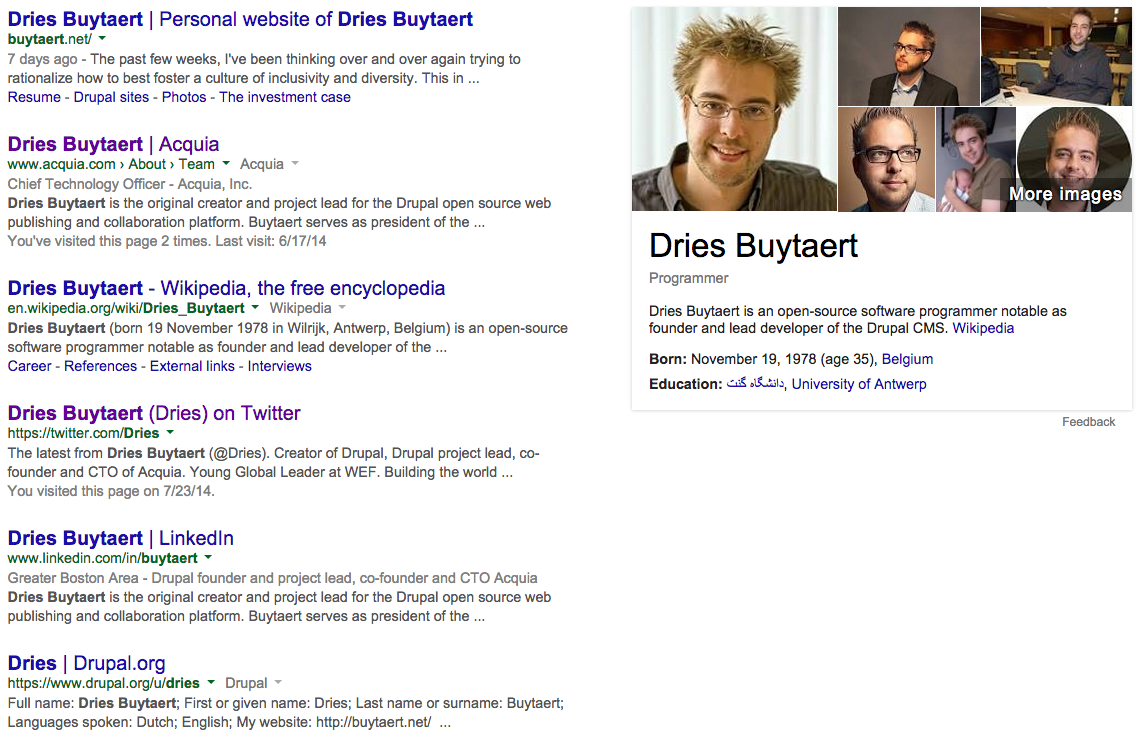 Dries Buytaert | Personal website of Dries Buytaert
buytaert.net/
7 days ago - The past few weeks, I've been thinking over and over again trying to
rationalize how to best foster a culture of inclusivity and diversity. This in ...
Resume - Drupal sites - Photos - The investment case
Dries Buytaert | Acquia
www.acquia.com › About › Team Acquia
Chief Technology Officer - Acquia, Inc.
Dries Buytaert is the original creator and project lead for the Drupal open source web
publishing and collaboration platform. Buytaert serves as president of the ...
You've visited this page 2 times. Last visit: 6/17/14
Dries Buytaert - Wikipedia, the free encyclopedia
en.wikipedia.org/wiki/Dries_Buytaert Wikipedia
Dries Buytaert (born 19 November 1978 in Wilrijk, Antwerp, Belgium) is an open-source
software programmer notable as founder and lead developer of the ...
Career - References - External links - Interviews
Dries Buytaert (Dries) on Twitter
https://twitter.com/Dries
The latest from Dries Buytaert (@Dries). Creator of Drupal, Drupal project lead, co-
founder and CTO of Acquia. Young Global Leader at WEF. Building the world ...
You visited this page on 7/23/14.
Dries Buytaert | LinkedIn
www.linkedin.com/in/buytaert
Greater Boston Area - Drupal founder and project lead, co-founder and CTO Acquia
Dries Buytaert is the original creator and project lead for the Drupal open source web
publishing and collaboration platform. Buytaert serves as president of the ...
Dries | Drupal.org
https://www.drupal.org/u/dries Drupal
Full name: Dries Buytaert; First or given name: Dries; Last name or surname: Buytaert;
Languages spoken: Dutch; English; My website: http://buytaert.net/ ...
More images
Dries Buytaert
Programmer
Dries Buytaert is an open-source software programmer notable as
founder and lead developer of the Drupal CMS. Wikipedia
Born: November 19, 1978 (age 35), Belgium
Education: دانشگاه گنت, University of Antwerp
Feedback